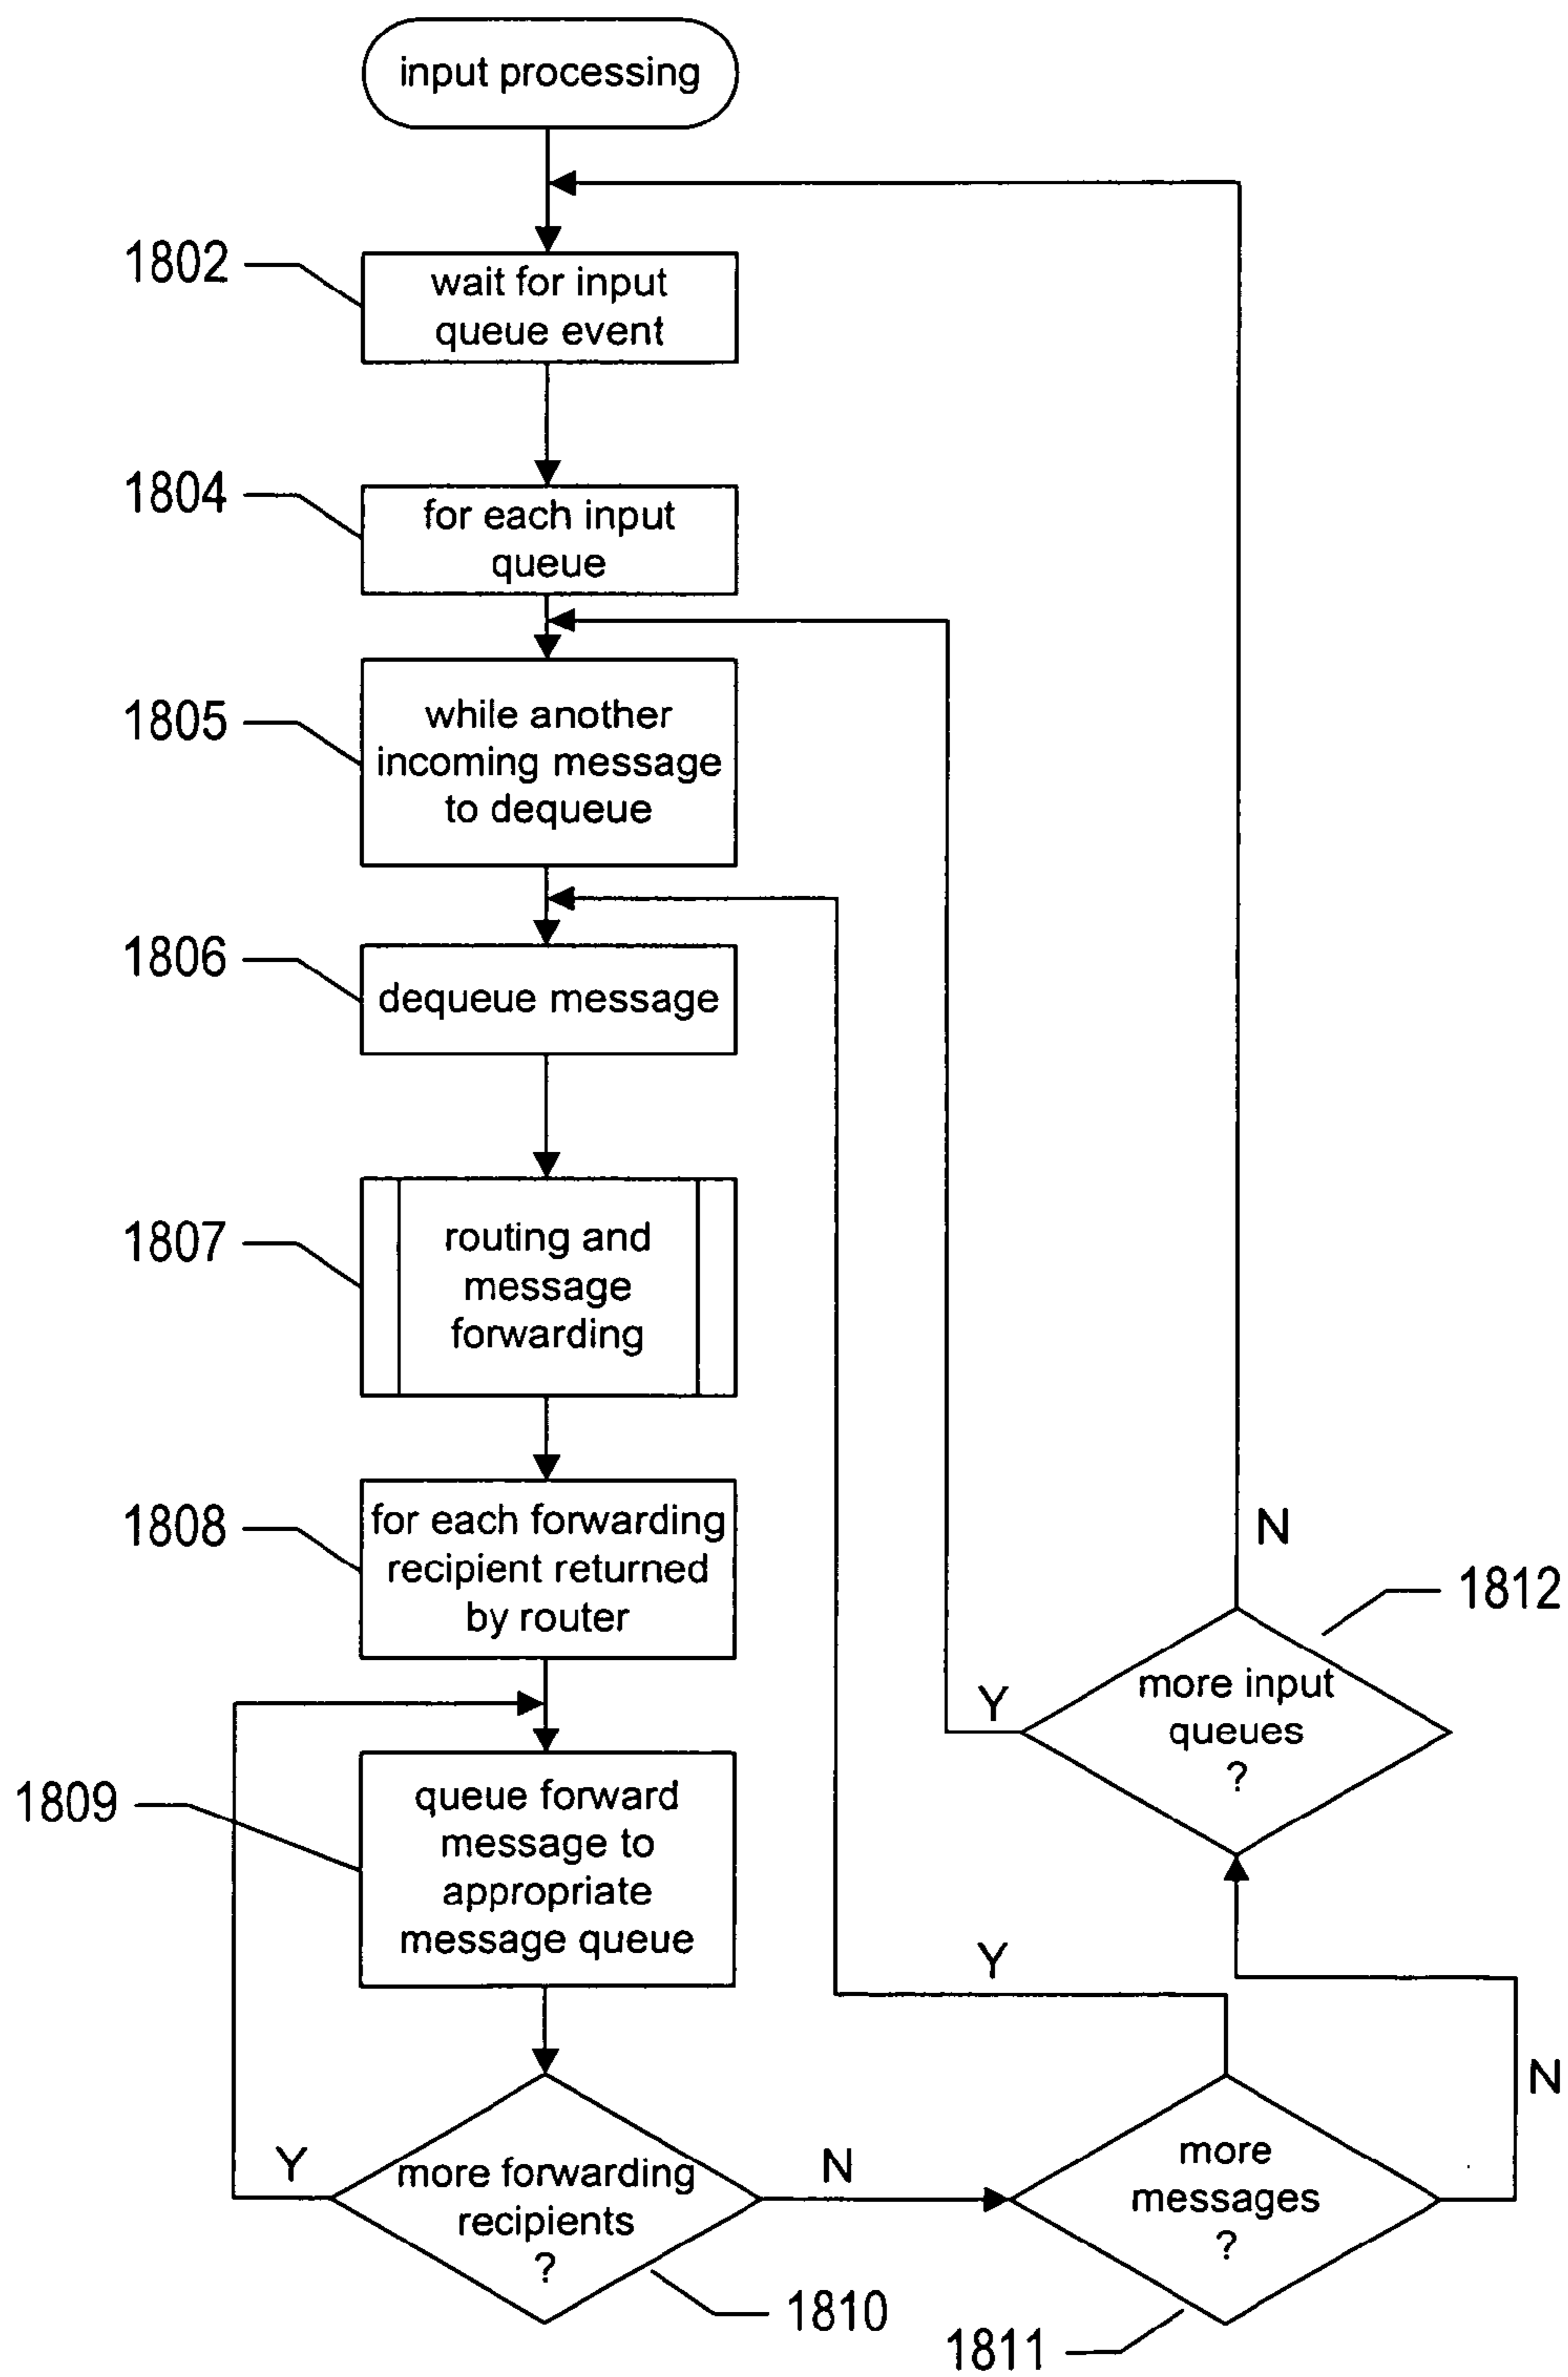 input processing
1802
wait for input
queue event
1804
for each input
queue
1805
while another
incoming message
to dequeue
1806
dequeue message
1807
routing and
message
forwarding
1808
for each forwarding
recipient returned
by router
N
1812
more input
queues
?
Y
1809
queue forward
message to
appropriate
message queue
Y
N
Y
more forwarding
recipients
?
N
more
messages
?
1810
1811